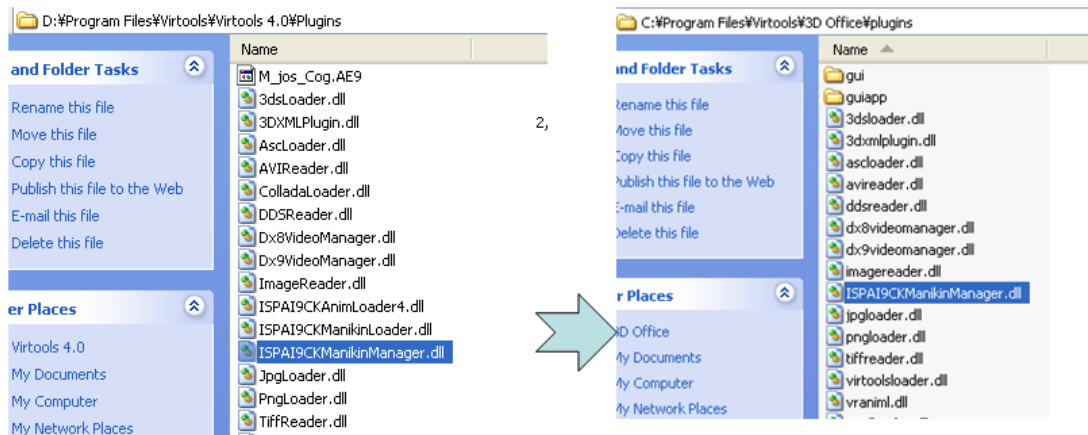 D:¥Program Files¥Virtools¥Virtools 4.0¥Plugins
and Folder Tasks
Rename this file
Move this file
Copy this file
Publish this file to the Web
E-mail this file
Delete this file
er Places
Virtools 4.0
My Documents
My Computer
My Network Places
Name
M_jos_Cog.AE9
3dsLoader.dll
3DXMLPlugin.dll
2,
AscLoader.dll
AVIReader.dll
ColladaLoader.dll
DDSReader.dll
Dx8VideoManager.dll
Dx9VideoManager.dll
ImageReader.dll
ISPAI9CKAnimLoader4.dll
ISPAI9CKManikinLoader.dll
ISPAI9CKManikinManager.dll
JpgLoader.dll
PngLoader.dll
TiffReader.dll
C:¥Program Files¥Virtools¥3D Office¥plugins
and Folder Tasks
Rename this file
Move this file
Copy this file
Publish this file to the Web
E-mail this file
Delete this file
r Places
3D Office
My Documents
My Computer
My Network Places
Name
gui
guiapp
3dsloader.dll
3dxmlplugin.dll
ascloader.dll
avireader.dll
ddsreader.dll
dx8videomanager.dll
dx9videomanager.dll
imagereader.dll
ISPAI9CKManikinManager.dll
jpgloader.dll
pngloader.dll
tiffreader.dll
virtoolsloader.dll
vraniml.dll